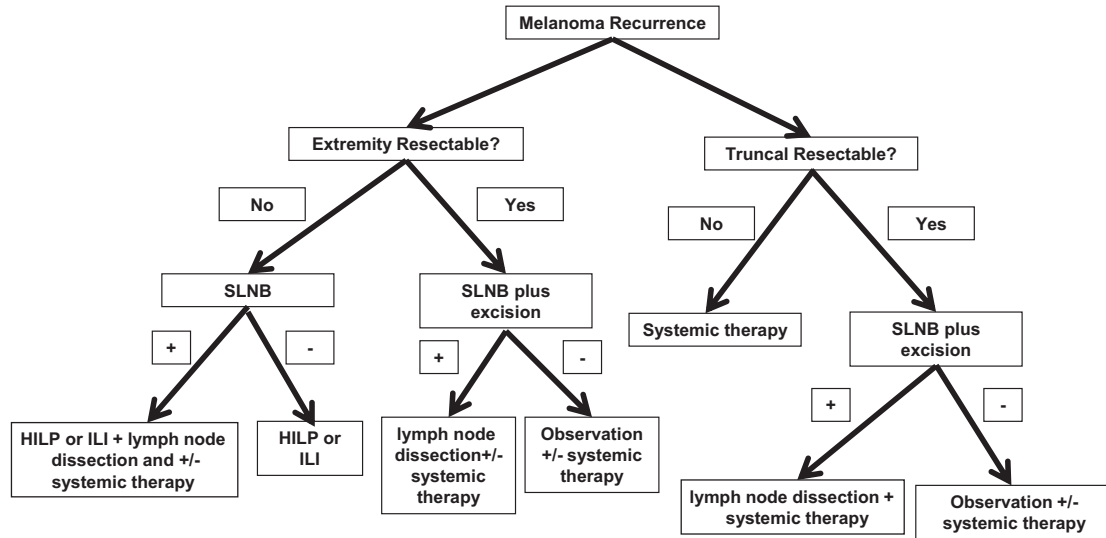 Melanoma Recurrence
Extremity Resectable?
Truncal Resectable?
No
Yes
No
Yes
SLNB
SLNB plus
excision
Systemic therapy
SLNB plus
excision
+
-
+
-
+
-
HILP or ILI + lymph node
dissection and +/-
systemic therapy
HILP or
ILI
lymph node
dissection+/-
systemic
therapy
Observation
+/- systemic
therapy
lymph node dissection +
systemic therapy
Observation +/-
systemic therapy